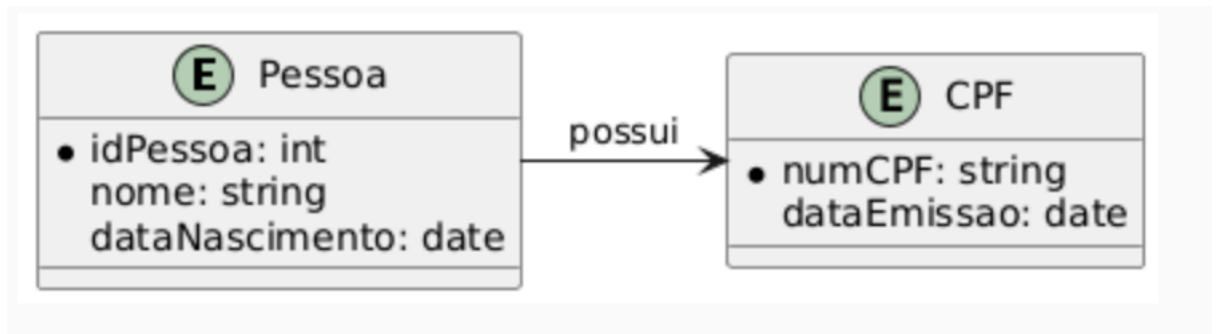 E Pessoa
idPessoa: int
nome: string
dataNascimento: date
possui
E CPF
numCPF: string
dataEmissao: date